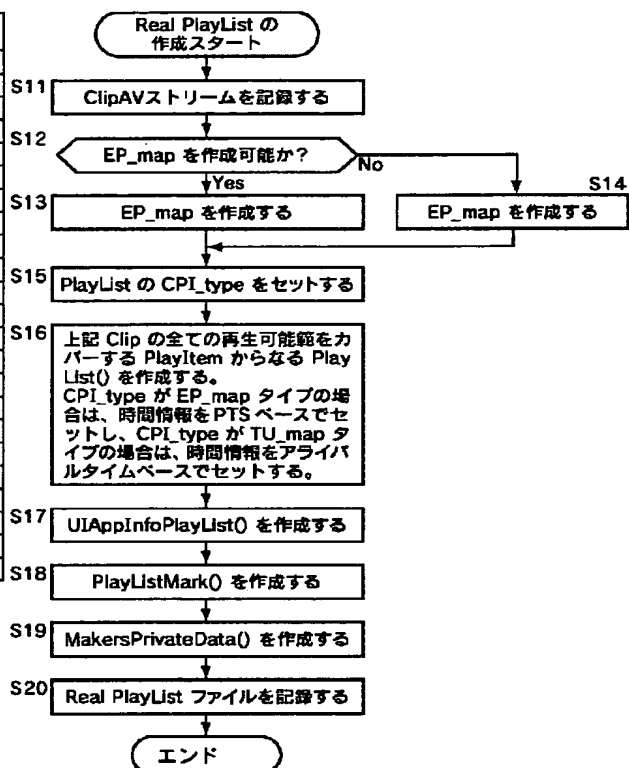 Real PlayList の
作成スタート
S11
ClipAVストリームを記録する
S12
EP_map を作成可能か？
No
Yes
S13
EP_map を作成する
S14
EP_map を作成する
S15
PlayList の CPI_type をセットする
S16
上記 Clip の全ての再生可能範をカ
バーする PlayItem からなる Play
List() を作成する。
CPI_type が EP_map タイプの場
合は、時間情報を PTS ベースでセ
ットし、CPI_type が TU_map タ
イプの場合は、時間情報をアライバ
ルタイムベースでセットする。
S17
UIAppInfoPlayList() を作成する
S18
PlayListMark() を作成する
S19
MakersPrivateData() を作成する
S20
Real PlayList ファイルを記録する
エンド